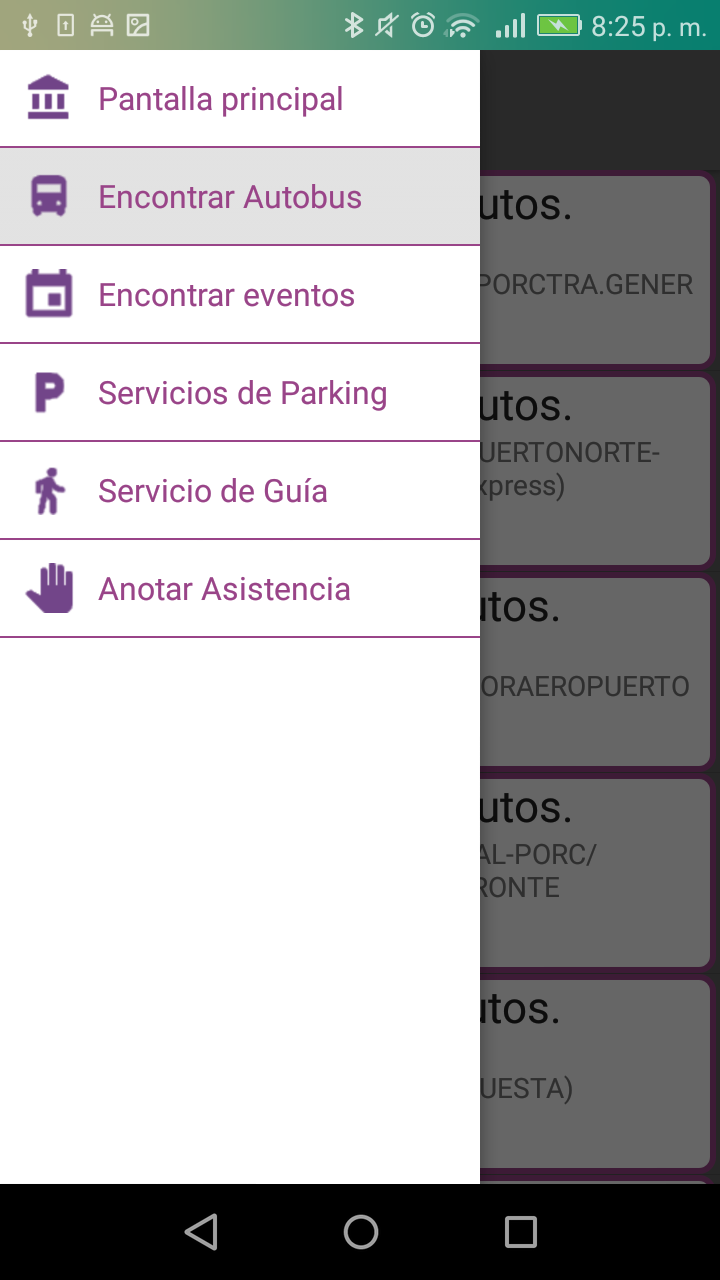 8:25 p. m.
Pantalla principal
Encontrar Autobus
Encontrar eventos
Servicios de Parking
Servicio de Guía
Anotar Asistencia
utos.
PORCTRA.GENER
utos.
UERTONORTE-
xpress)
utos.
ORAEROPUERTO
utos.
AL-PORC/
RONTE
utos.
UESTA)